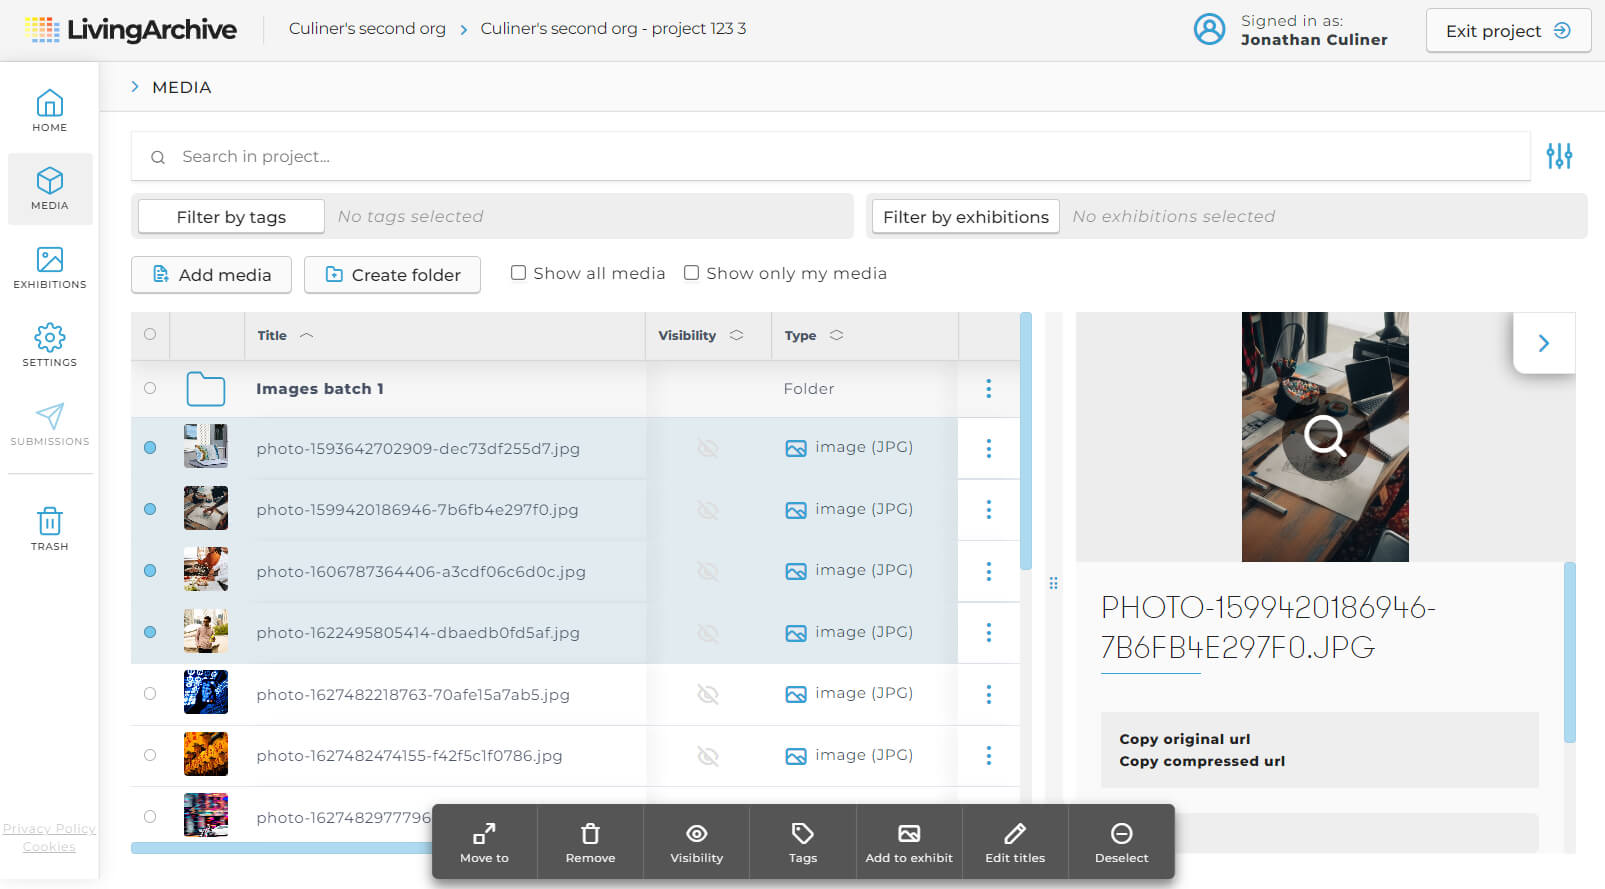 LivingArchive
Culiner's second org
Culiner's second org - project 123 3
Signed in as:
Jonathan Culiner
Exit project
MEDIA
HOME
MEDIA
EXHIBITIONS
SETTINGS
SUBMISSIONS
TRASH
Privacy Policy
Cookies
Search in project...
Filter by tags
No tags selected
Filter by exhibitions
No exhibitions selected
Add media
Create folder
Show all media
Show only my media
Title
Visibility
Type
Images batch 1
Folder
photo-1593642702909-dec73df255d7.jpg
image (JPG)
photo-1599420186946-7b6fb4e297f0.jpg
image (JPG)
photo-1606787364406-a3cdf06c6d0c.jpg
image (JPG)
photo-1622495805414-dbaedb0fd5af.jpg
image (JPG)
photo-1627482218763-70afe15a7ab5.jpg
image (JPG)
photo-1627482474155-f42f5c1f0786.jpg
image (JPG)
photo-1627482977796
PHOTO-1599420186946-
7B6FB4E297F0.JPG
Copy original url
Copy compressed url
Move to
Remove
Visibility
Tags
Add to exhibit
Edit titles
Deselect